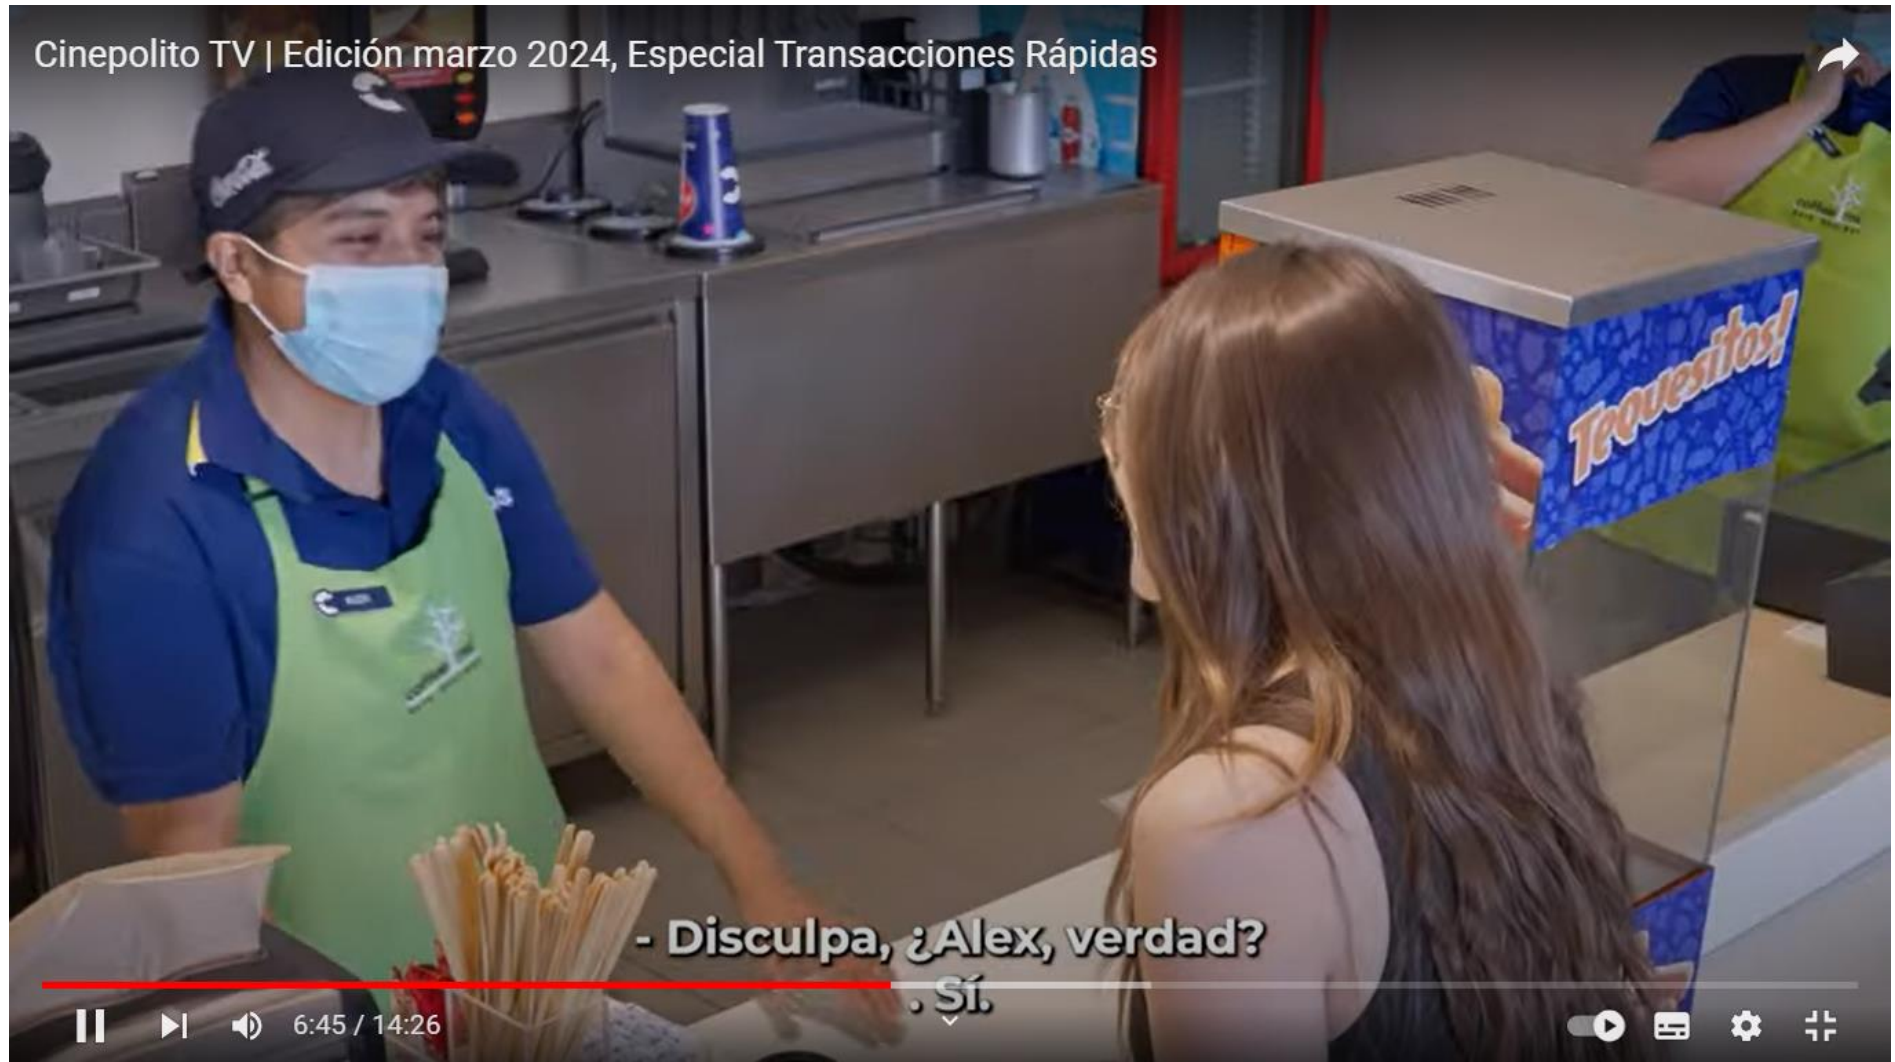 Cinepolito TV | Edición marzo 2024, Especial Transacciones Rápidas
Tequesitos!
- Disculpa, ¿Alex, verdad?
. Sí.
6:45 / 14:26